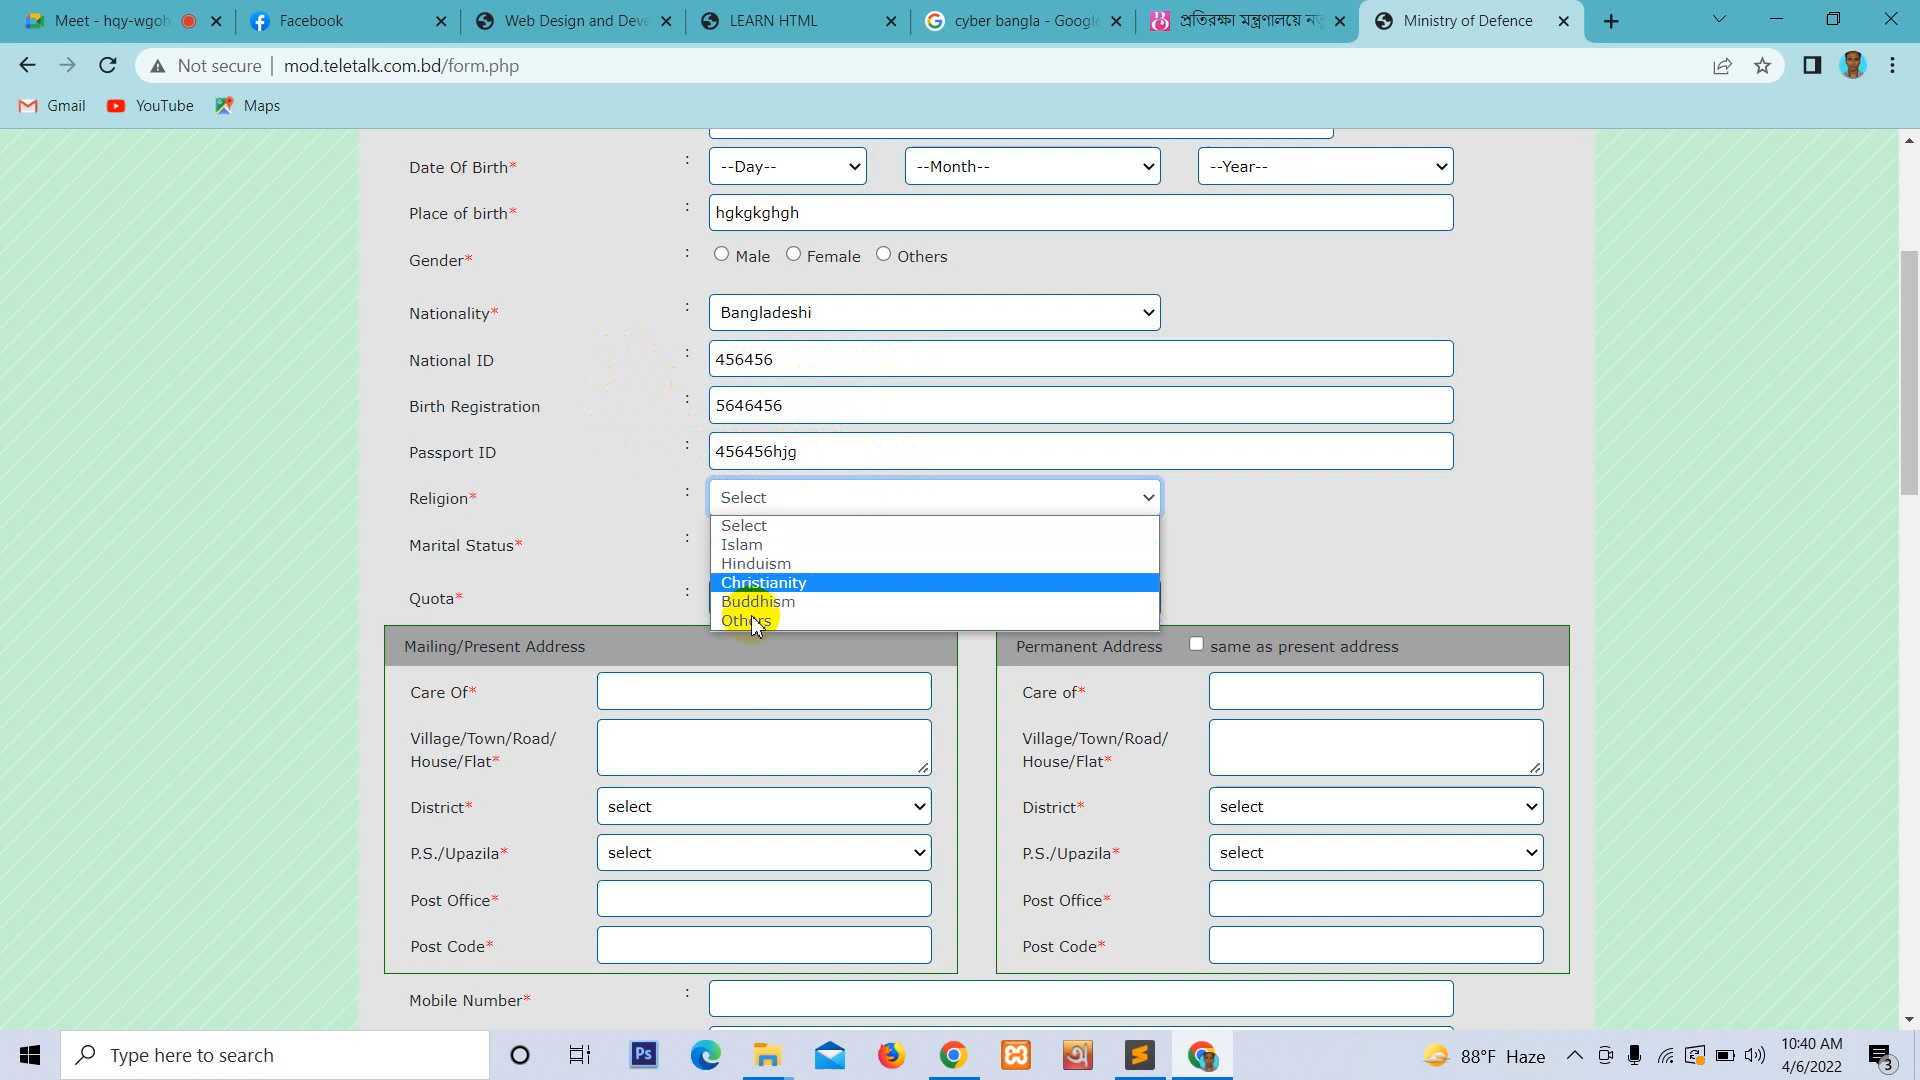 Meet - hqy-wgoh
Facebook
Web Design and Deve
LEARN HTML
cyber bangla - Google
প্রতিরক্ষা মন্ত্রণালয়ে নতু
Ministry of Defence
Not secure
mod.teletalk.com.bd/form.php
Gmail
YouTube
Maps
Date Of Birth* : --Day-- --Month-- --Year--
Place of birth* : hgkgkghgh
Gender* : Male Female Others
Nationality* : Bangladeshi
National ID : 456456
Birth Registration : 5646456
Passport ID : 456456hjg
Religion* : Select
Select
Islam
Hinduism
Christianity
Buddhism
Others
Marital Status* :
Quota* :
Mailing/Present Address
Care Of*
Village/Town/Road/
House/Flat*
District* select
P.S./Upazila* select
Post Office*
Post Code*
Permanent Address same as present address
Care of*
Village/Town/Road/
House/Flat*
District* select
P.S./Upazila* select
Post Office*
Post Code*
Mobile Number* :
Type here to search
Ps
88°F Haze
10:40 AM
4/6/2022
3